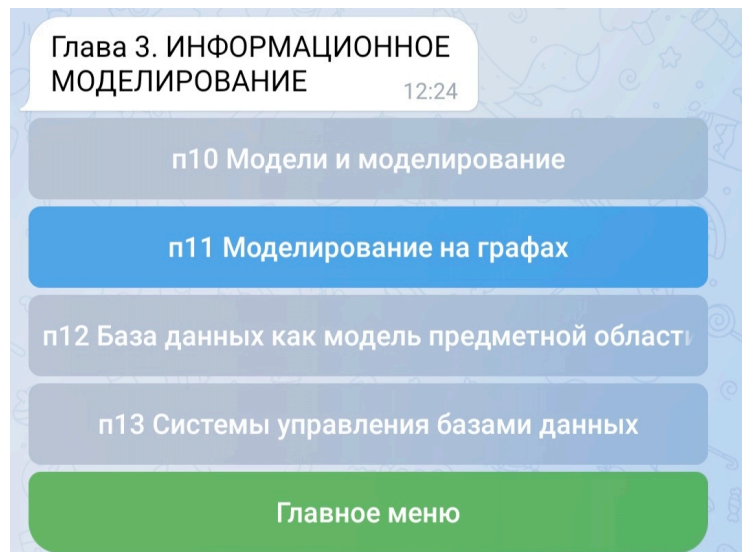 Глава 3. ИНФОРМАЦИОННОЕ
МОДЕЛИРОВАНИЕ
12:24
п10 Модели и моделирование
п11 Моделирование на графах
п12 База данных как модель предметной област
п13 Системы управления базами данных
Главное меню